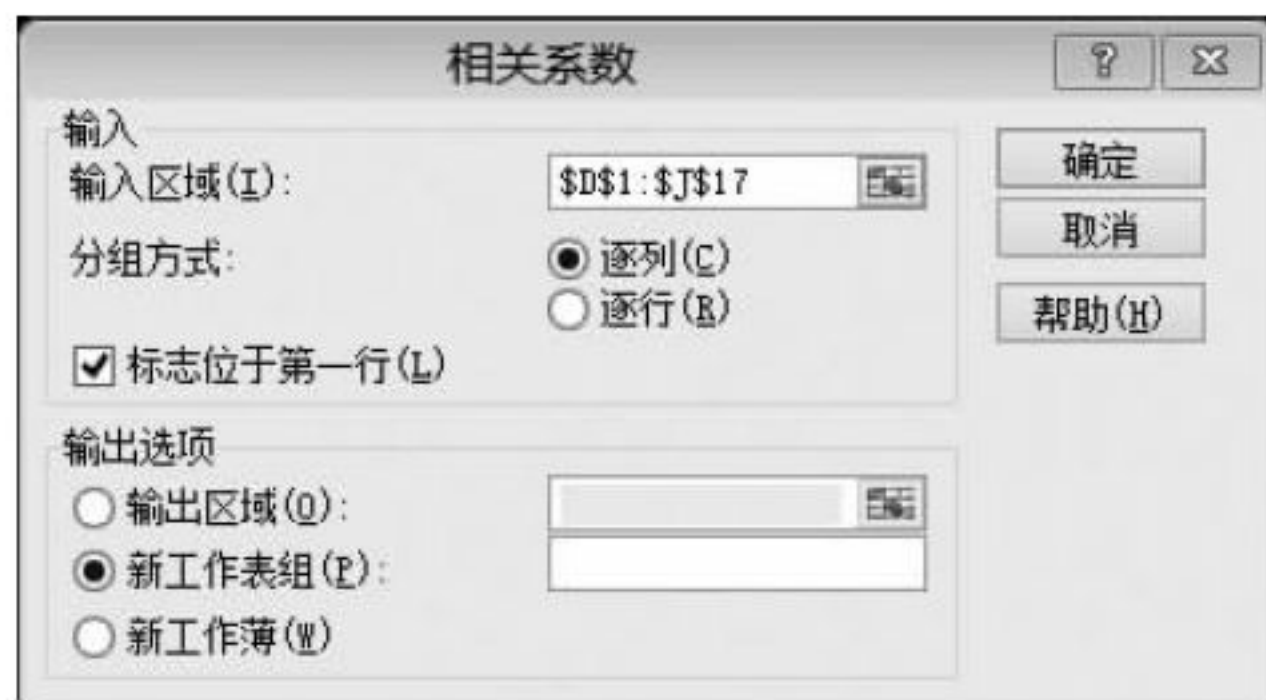 相关系数
输入
输入区域(I):
$D$1:$J$17
分组方式:
逐列(C)
逐行(R)
标志位于第一行(L)
输出选项
输出区域(O):
新工作表组(P):
新工作薄(W)
确定
取消
帮助(H)